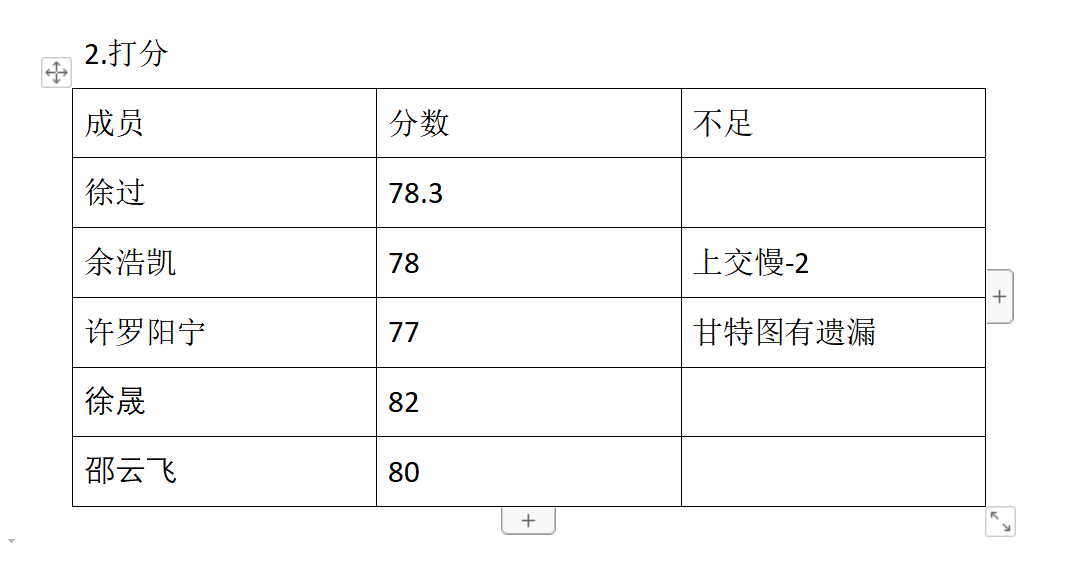 2.打分
成员 分数 不足
徐过 78.3
余浩凯 78 上交慢-2
许罗阳宁 77 甘特图有遗漏
徐晟 82
邵云飞 80